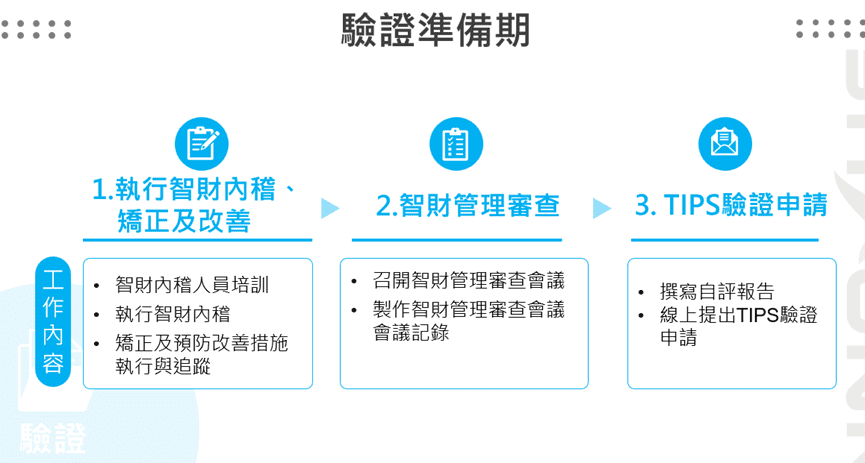 驗證準備期
1.執行智財內稽、
矯正及改善
2.智財管理審查
3. TIPS驗證申請
工作內容
• 智財內稽人員培訓
• 執行智財內稽
• 矯正及預防改善措施
執行與追蹤
• 召開智財管理審查會議
• 製作智財管理審查會議
會議記錄
• 撰寫自評報告
• 線上提出TIPS驗證
申請
驗證